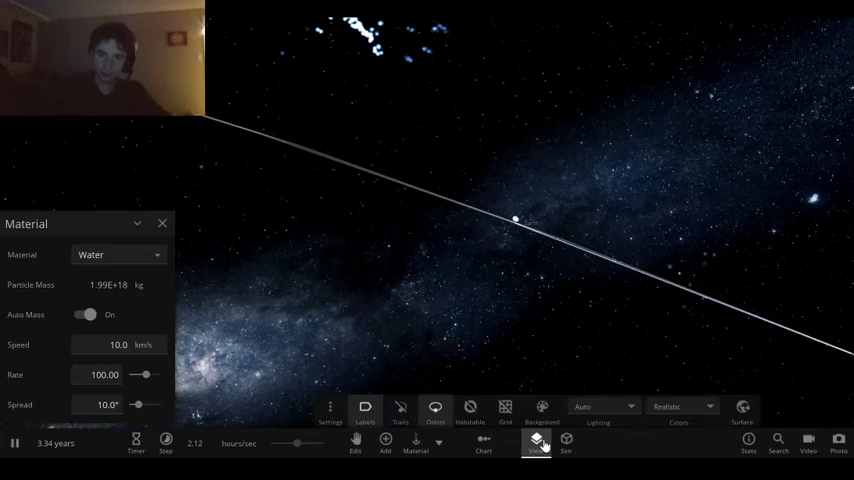 Earth
Material
Material Water
Particle Mass 1.99E+18 kg
Auto Mass On
Speed 10.0 km/s
Rate 100.00
Spread 10.0°
Settings Labels Trails Orbits Habitable Grid Background Auto Lighting Realistic Colors Surface
3.34 years Timer Step 2.12 hours/sec Edit Add Material Chart View Sim Stats Search Video Photo